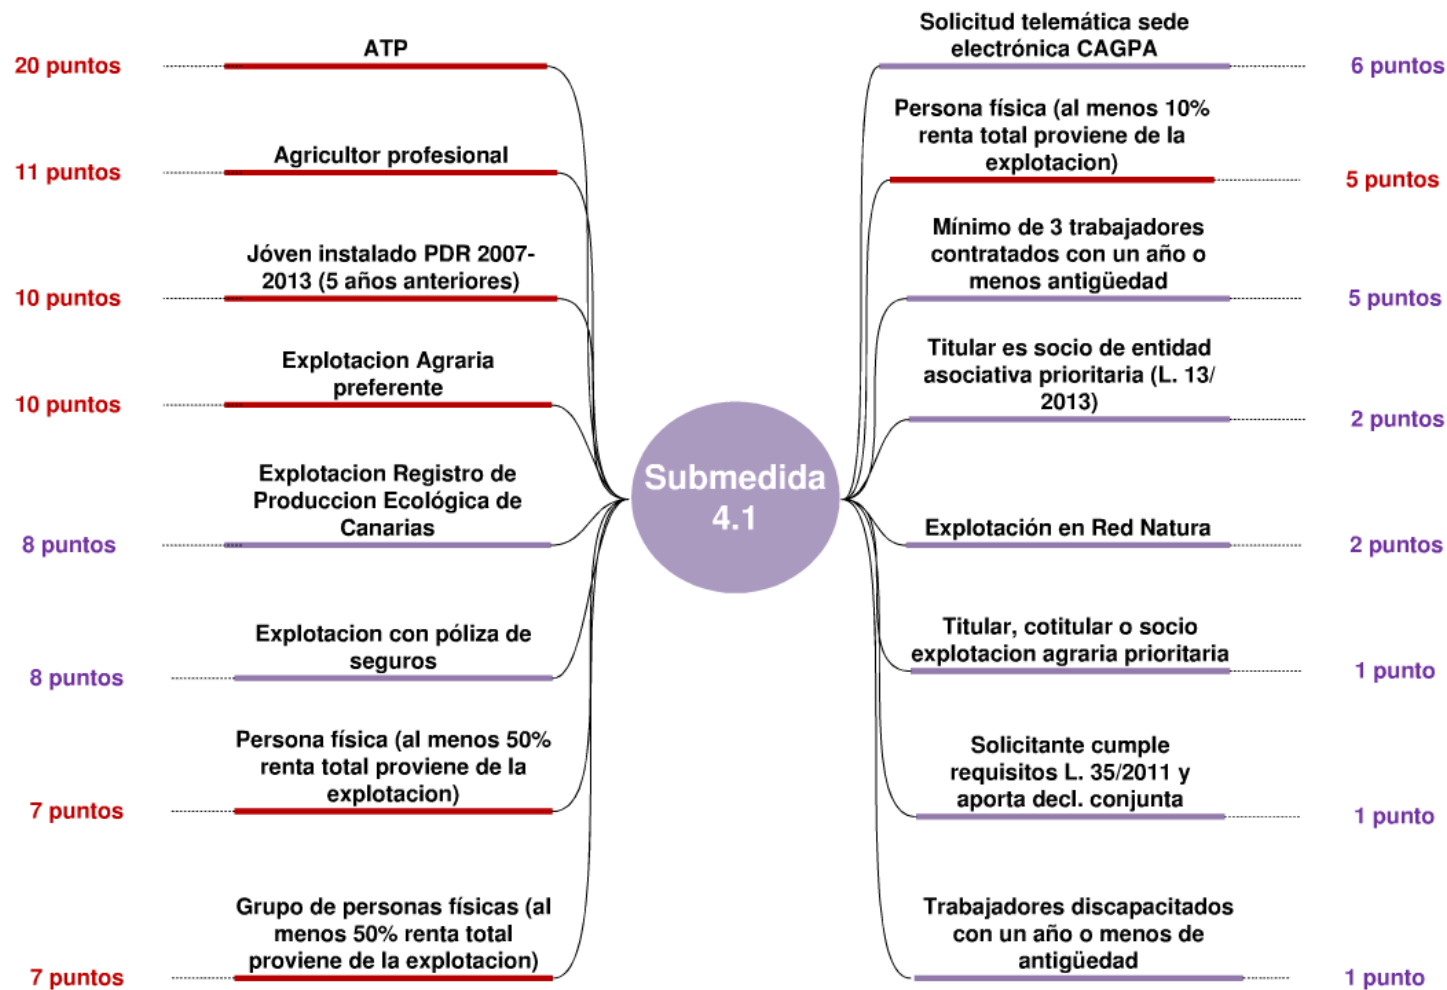 ATP
20 puntos
Agricultor profesional
11 puntos
Jóven instalado PDR 2007-
2013 (5 años anteriores)
10 puntos
Explotacion Agraria
preferente
10 puntos
Explotacion Registro de
Produccion Ecológica de
Canarias
8 puntos
Explotacion con póliza de
seguros
8 puntos
Persona física (al menos 50%
renta total proviene de la
explotacion)
7 puntos
Grupo de personas físicas (al
menos 50% renta total
proviene de la explotacion)
7 puntos
Submedida
4.1
Solicitud telemática sede
electrónica CAGPA
6 puntos
Persona física (al menos 10%
renta total proviene de la
explotacion)
5 puntos
Mínimo de 3 trabajadores
contratados con un año o
menos antigüedad
5 puntos
Titular es socio de entidad
asociativa prioritaria (L. 13/
2013)
2 puntos
Explotación en Red Natura
2 puntos
Titular, cotitular o socio
explotacion agraria prioritaria
1 punto
Solicitante cumple
requisitos L. 35/2011 y
aporta decl. conjunta
1 punto
Trabajadores discapacitados
con un año o menos de
antigüedad
1 punto